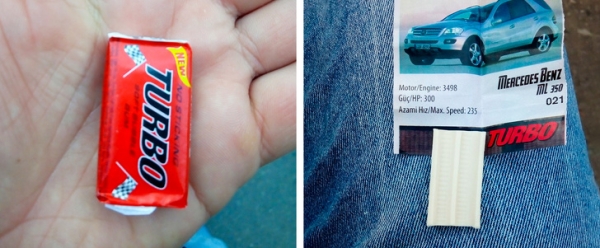 NEW
TURBO
MERCEDES BENZ
ML 350
021
Motor/Engine: 3498
Güç/HP: 300
Azami Hız/Max. Speed: 235
TURBO